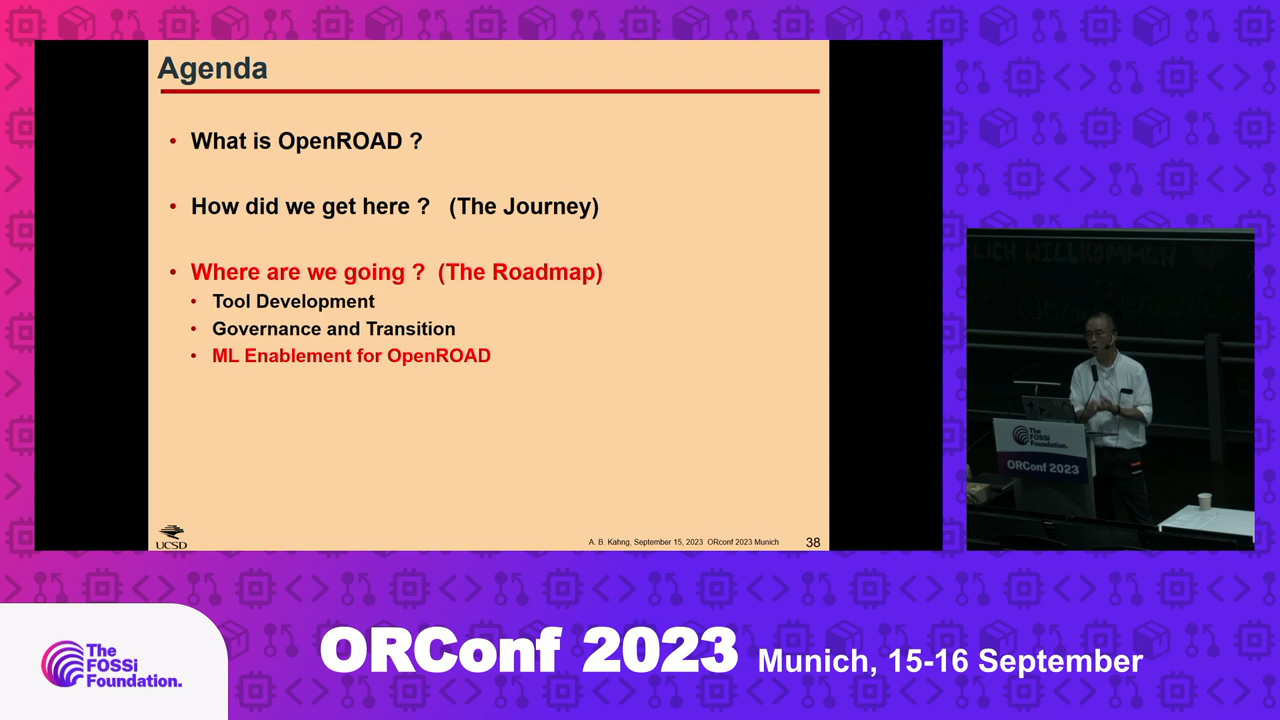 Agenda
• What is OpenROAD ?
• How did we get here ? (The Journey)
• Where are we going ? (The Roadmap)
• Tool Development
• Governance and Transition
• ML Enablement for OpenROAD
UCSD
A. B. Kahng, September 15, 2023 ORconf 2023 Munich
38
LICH WILLKOMMEN
The
FOSSi
Foundation.
ORConf 2023
The
FOSSi
Foundation.
ORConf 2023 Munich, 15-16 September